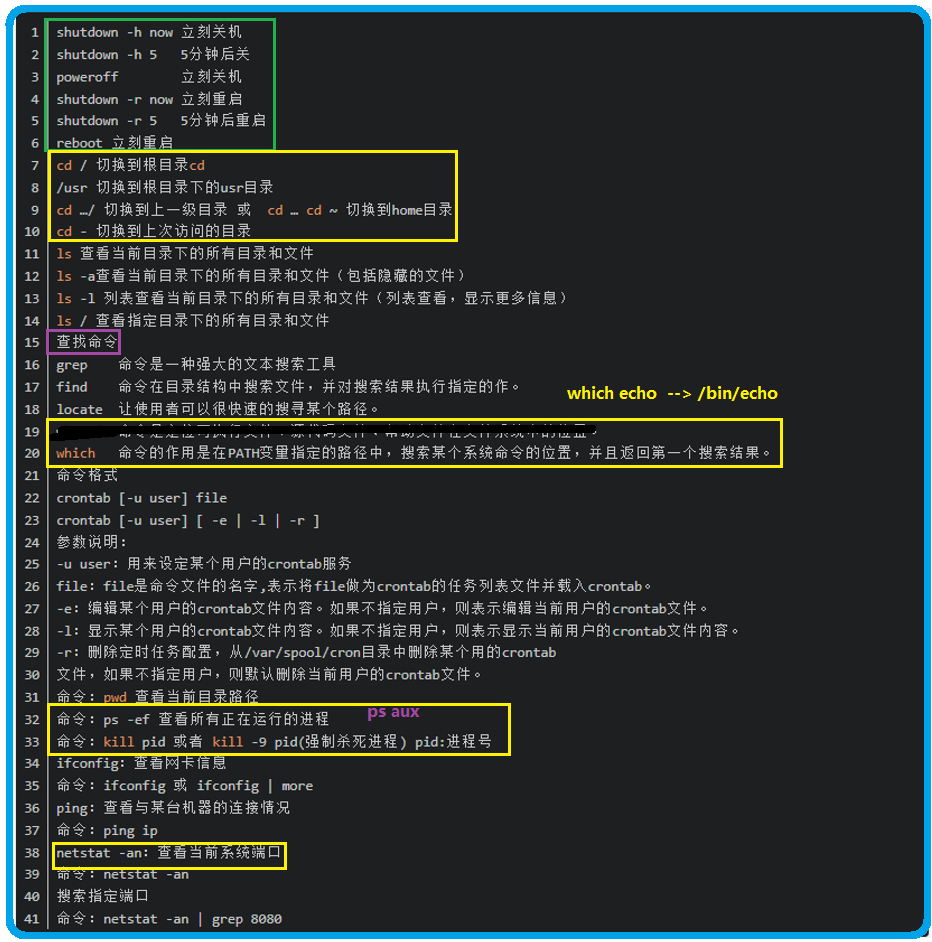 1 shutdown -h now 立刻关机
2 shutdown -h 5 5分钟后关
3 poweroff 立刻关机
4 shutdown -r now 立刻重启
5 shutdown -r 5 5分钟后重启
6 reboot 立刻重启
7 cd / 切换到根目录cd
8 /usr 切换到根目录下的usr目录
9 cd …/ 切换到上一级目录 或 cd … cd ~ 切换到home目录
10 cd - 切换到上次访问的目录
11 ls 查看当前目录下的所有目录和文件
12 ls -a查看当前目录下的所有目录和文件（包括隐藏的文件）
13 ls -l 列表查看当前目录下的所有目录和文件（列表查看，显示更多信息）
14 ls / 查看指定目录下的所有目录和文件
15 查找命令
16 grep 命令是一种强大的文本搜索工具
17 find 命令在目录结构中搜索文件，并对搜索结果执行指定的作。
which echo --> /bin/echo
18 locate 让使用者可以很快速的搜寻某个路径。
19 命令是定位可执行文件、源代码文件、帮助文件在文件系统中的位置。
20 which 命令的作用是在PATH变量指定的路径中，搜索某个系统命令的位置，并且返回第一个搜索结果。
21 命令格式
22 crontab [-u user] file
23 crontab [-u user] [ -e | -l | -r ]
24 参数说明：
25 -u user：用来设定某个用户的crontab服务
26 file：file是命令文件的名字,表示将file做为crontab的任务列表文件并载入crontab。
27 -e：编辑某个用户的crontab文件内容。如果不指定用户，则表示编辑当前用户的crontab文件。
28 -l：显示某个用户的crontab文件内容。如果不指定用户，则表示显示当前用户的crontab文件内容。
29 -r：删除定时任务配置，从/var/spool/cron目录中删除某个用的crontab
30 文件，如果不指定用户，则默认删除当前用户的crontab文件。
31 命令：pwd 查看当前目录路径
32 命令：ps -ef 查看所有正在运行的进程 ps aux
33 命令：kill pid 或者 kill -9 pid(强制杀死进程) pid:进程号
34 ifconfig：查看网卡信息
35 命令：ifconfig 或 ifconfig | more
36 ping：查看与某台机器的连接情况
37 命令：ping ip
38 netstat -an：查看当前系统端口
39 命令：netstat -an
40 搜索指定端口
41 命令：netstat -an | grep 8080